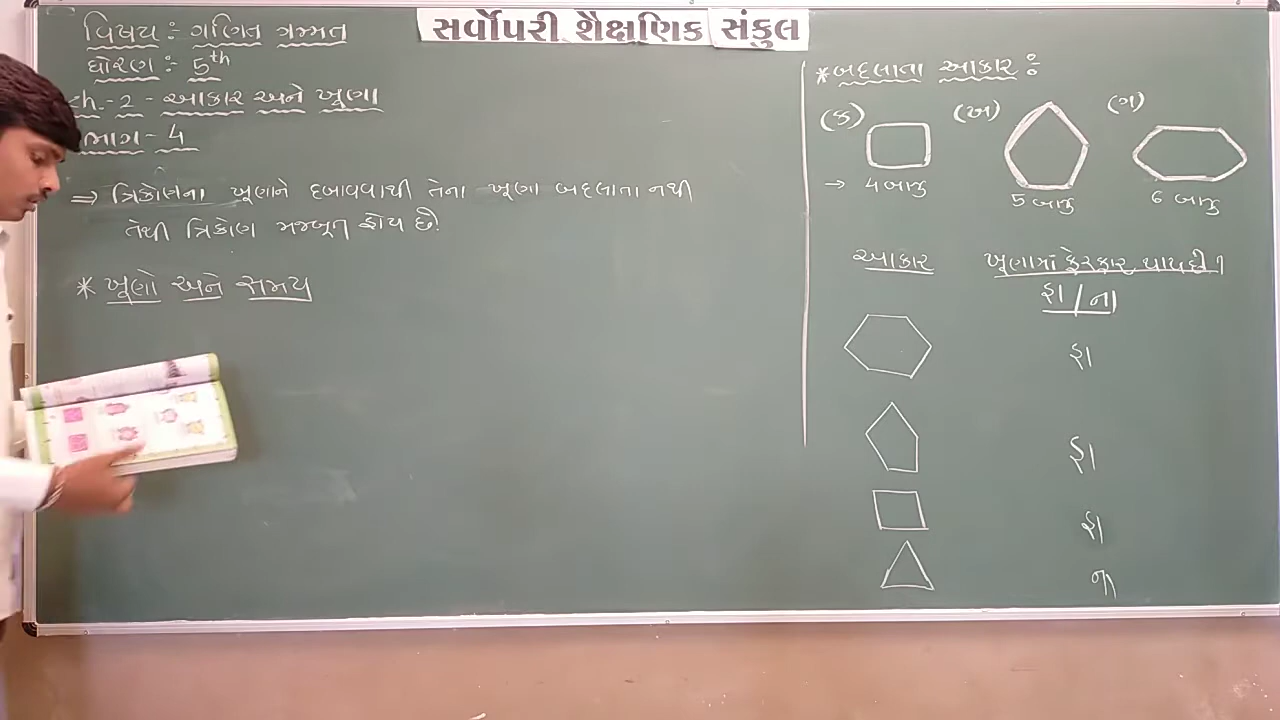 સર્વોપરી શૈક્ષણિક સંકુલ
વિષય : ગણિત ગમ્મત
ધોરણ : 5th
ch.- 2 - આકાર અને ખૂણા
ભાગ - 4
⇒ ત્રિકોણના ખૂણાને દબાવવાથી તેના ખૂણા બદલાતા નથી
તેથી ત્રિકોણ મજબૂત હોય છે.
* ખૂણો અને સમય
* બદલાતા આકાર :
(ક) (ખ) (ગ)
→ 4 બાજુ 5 બાજુ 6 બાજુ
આકાર ખૂણામાં ફેરફાર થાય છે ?
હા / ના
હા
હા
હા
ના